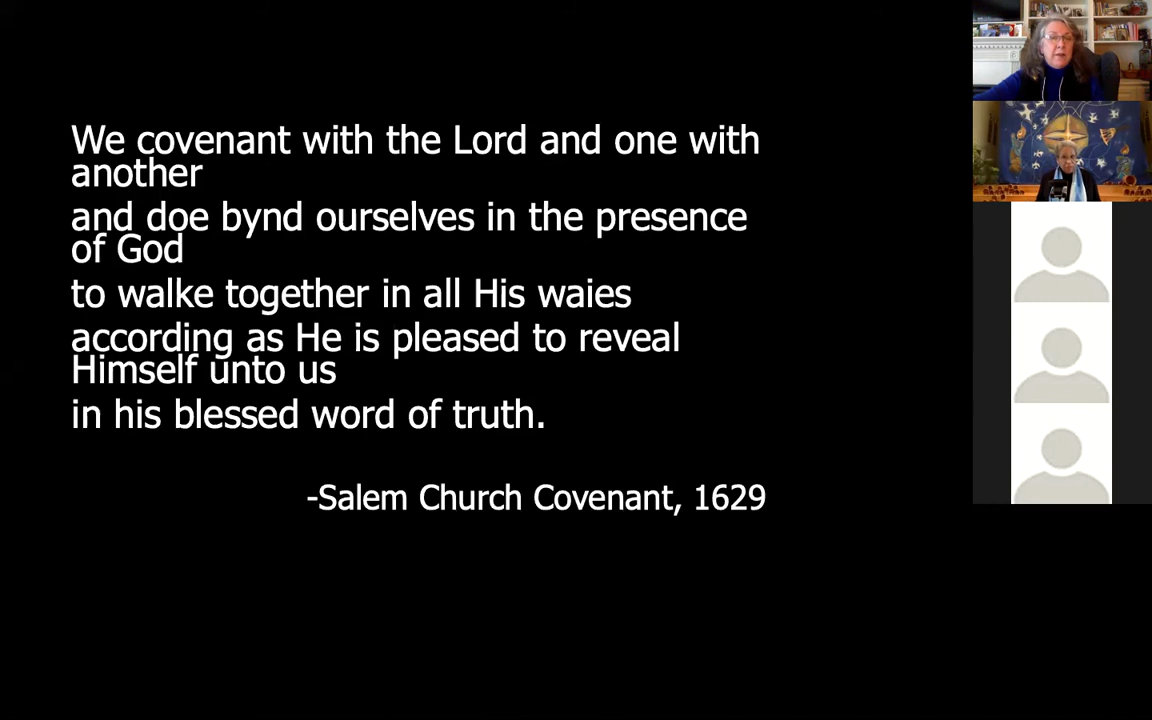 We covenant with the Lord and one with
another
and doe bynd ourselves in the presence
of God
to walke together in all His waies
according as He is pleased to reveal
Himself unto us
in his blessed word of truth.
-Salem Church Covenant, 1629